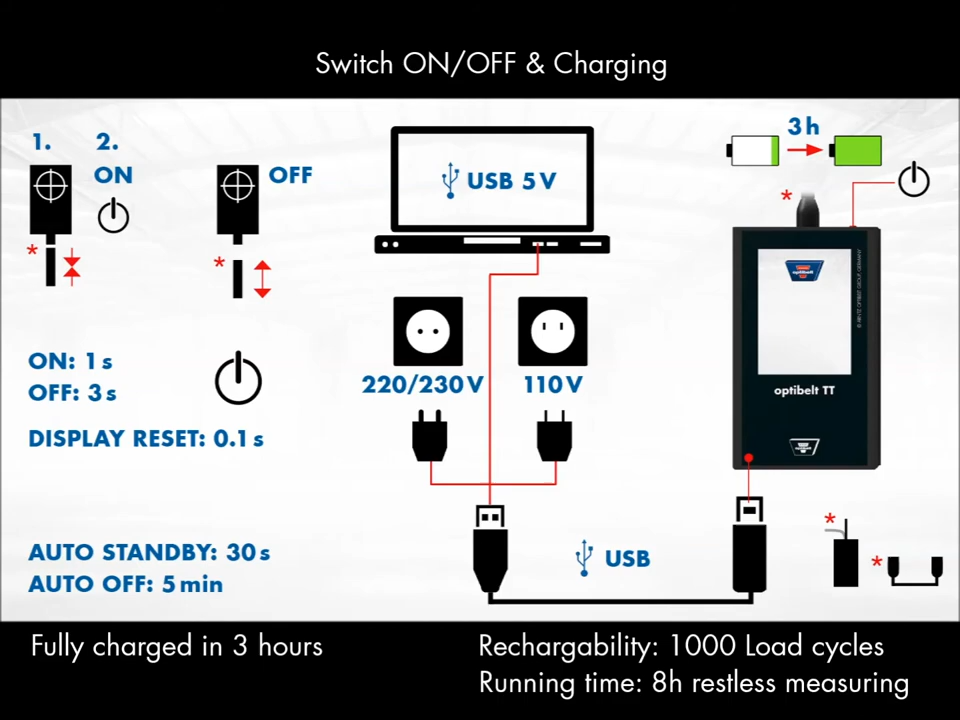 Switch ON/OFF & Charging
1. 2.
ON
OFF
USB 5V
3h
optibelt
optibelt TT
ON: 1s
OFF: 3s
220/230V
110V
DISPLAY RESET: 0.1s
AUTO STANDBY: 30s
AUTO OFF: 5min
USB
Fully charged in 3 hours
Rechargability: 1000 Load cycles
Running time: 8h restless measuring